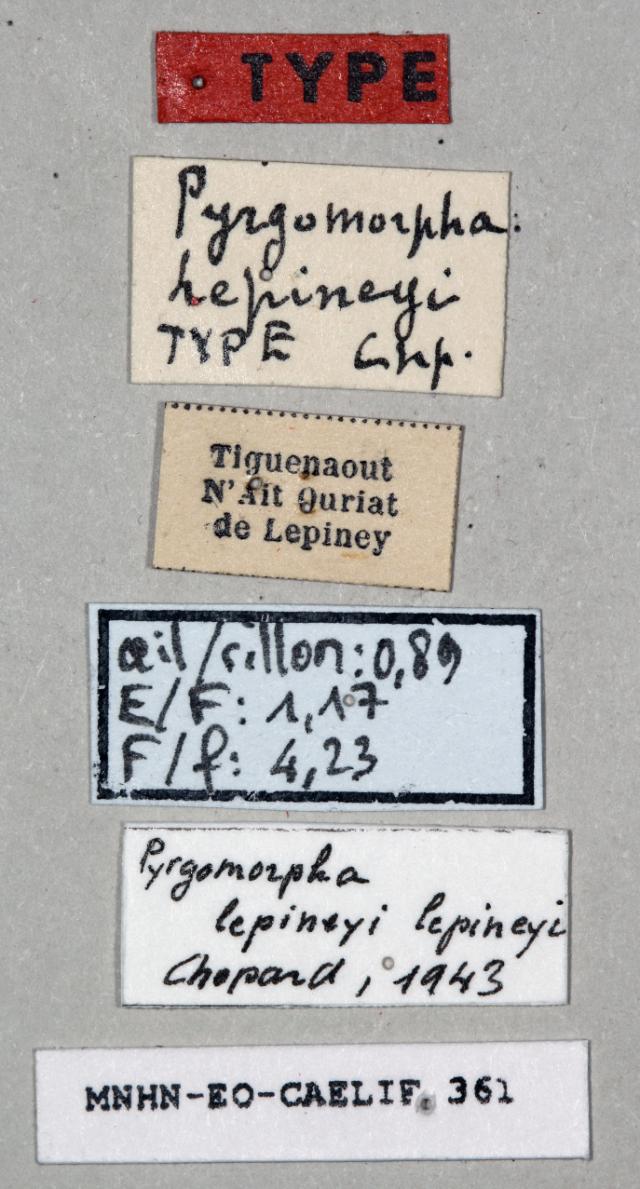 TYPE
Pyrgomorpha
Lepineyi
TYPE Chp.
Tiguenaout
N'Ait Ouriat
de Lepiney
œil/sillon: 0,89
E/F: 1,17
F/f: 4,23
Pyrgomorpha
lepineyi lepineyi
Chopard, 1943
MNHN-EO-CAELIF 361